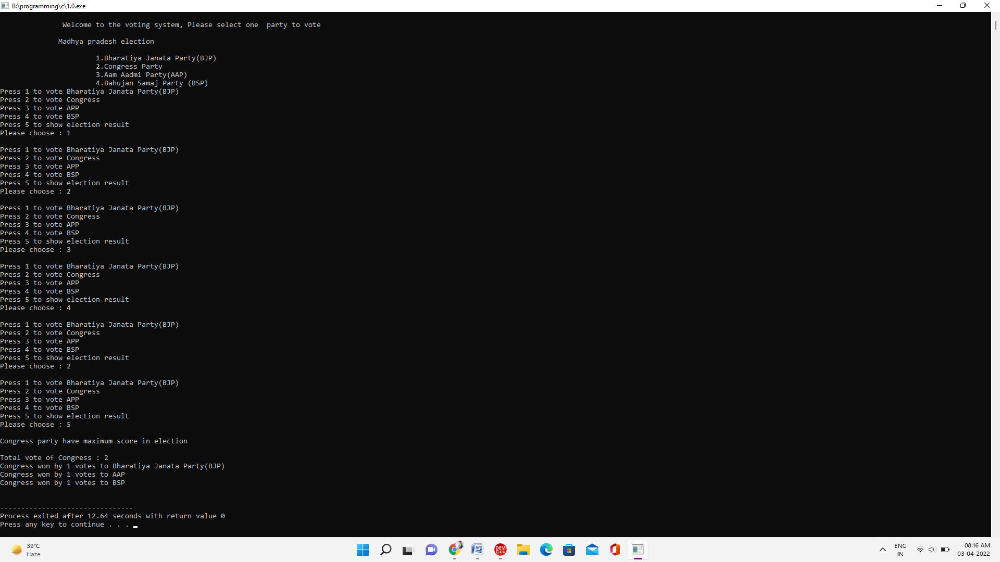 B:\programming\c\1.0.exe
Welcome to the voting system, Please select one  party to vote
Madhya pradesh election
1.Bharatiya Janata Party(BJP)
2.Congress Party
3.Aam Aadmi Party(AAP)
4.Bahujan Samaj Party (BSP)
Press 1 to vote Bharatiya Janata Party(BJP)
Press 2 to vote Congress
Press 3 to vote APP
Press 4 to vote BSP
Press 5 to show election result
Please choose : 1
Press 1 to vote Bharatiya Janata Party(BJP)
Press 2 to vote Congress
Press 3 to vote APP
Press 4 to vote BSP
Press 5 to show election result
Please choose : 2
Press 1 to vote Bharatiya Janata Party(BJP)
Press 2 to vote Congress
Press 3 to vote APP
Press 4 to vote BSP
Press 5 to show election result
Please choose : 3
Press 1 to vote Bharatiya Janata Party(BJP)
Press 2 to vote Congress
Press 3 to vote APP
Press 4 to vote BSP
Press 5 to show election result
Please choose : 4
Press 1 to vote Bharatiya Janata Party(BJP)
Press 2 to vote Congress
Press 3 to vote APP
Press 4 to vote BSP
Press 5 to show election result
Please choose : 2
Press 1 to vote Bharatiya Janata Party(BJP)
Press 2 to vote Congress
Press 3 to vote APP
Press 4 to vote BSP
Press 5 to show election result
Please choose : 5
Congress party have maximum score in election
Total vote of Congress : 2
Congress won by 1 votes to Bharatiya Janata Party(BJP)
Congress won by 1 votes to AAP
Congress won by 1 votes to BSP
--------------------------------
Process exited after 12.64 seconds with return value 0
Press any key to continue . . .
39°C
Haze
DEV
C++
ENG
IN
08:16 AM
03-04-2022